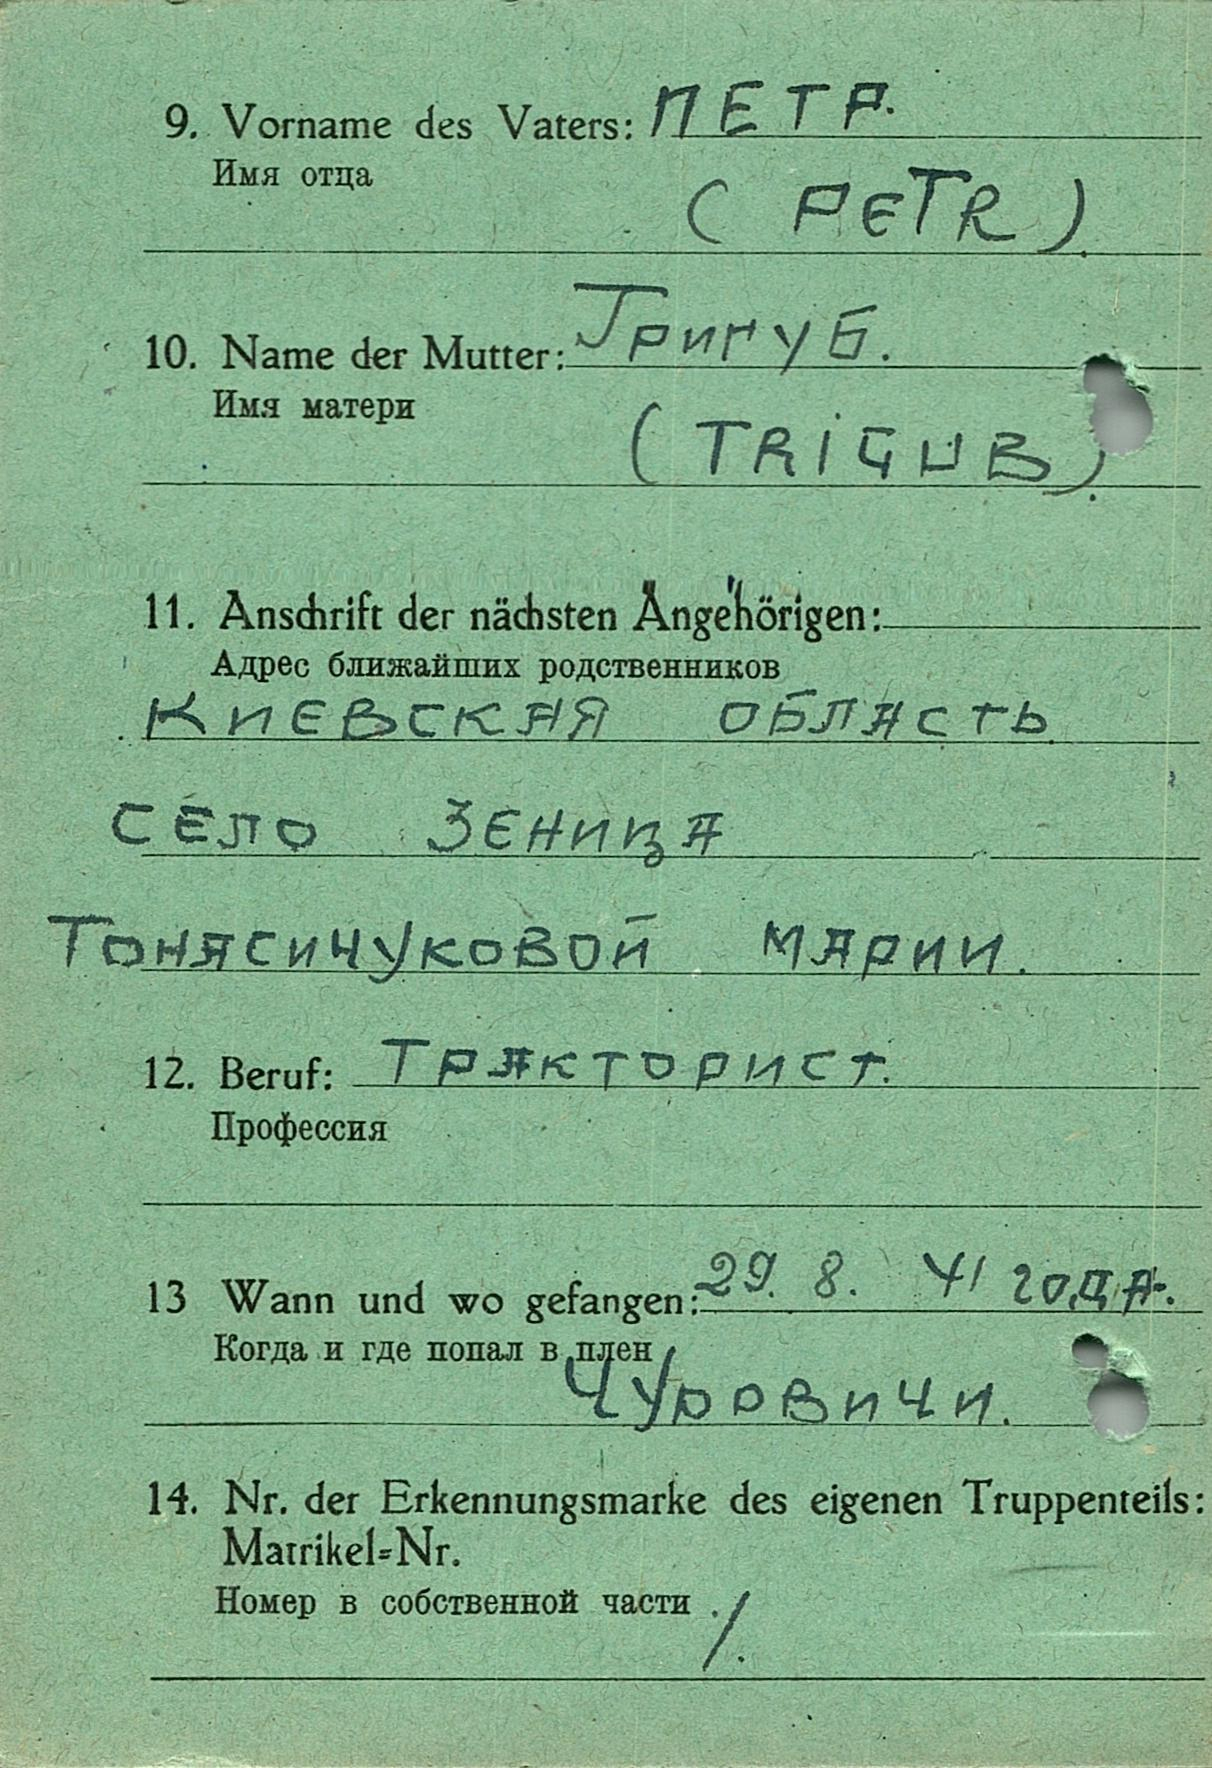 9. Vorname des Vaters: ПЕТР.
Имя отца
(PETR)
10. Name der Mutter: Тригуб.
Имя матери
(TRIGUB)
11. Anschrift der nächsten Angehörigen:
Адрес ближайших родственников
КИЕВСКАЯ ОБЛАСТЬ
СЕЛО ЗЕНИЦА
ТОНАСИЧУКОВОЙ МАРИИ.
12. Beruf: ТРАКТОРИСТ.
Профессия
13 Wann und wo gefangen: 29. 8. 41 года.
Когда и где попал в плен
ЧУРОВИЧИ.
14. Nr. der Erkennungsmarke des eigenen Truppenteils:
Matrikel=Nr.
Номер в собственной части ./.